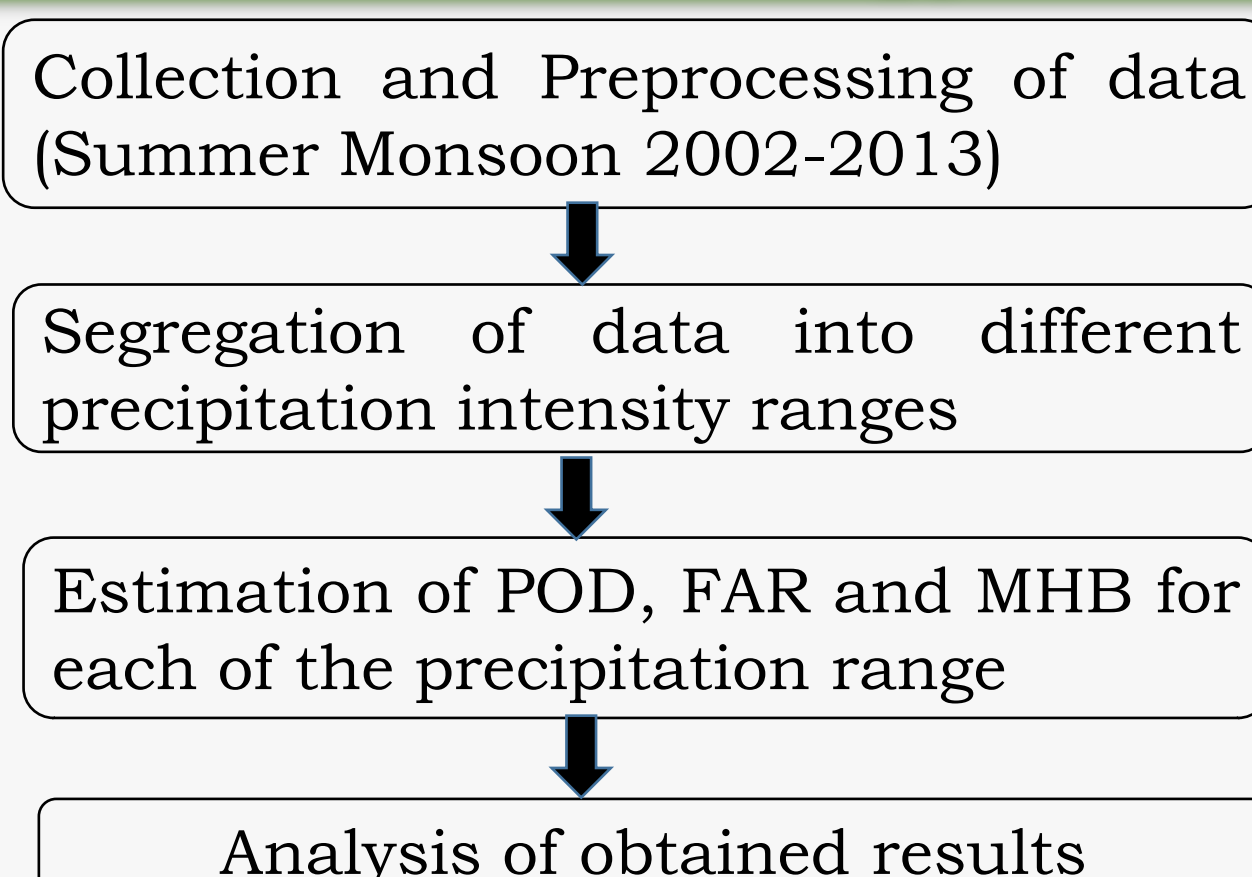 Collection and Preprocessing of data
(Summer Monsoon 2002-2013)
Segregation of data into different
precipitation intensity ranges
Estimation of POD, FAR and MHB for
each of the precipitation range
Analysis of obtained results